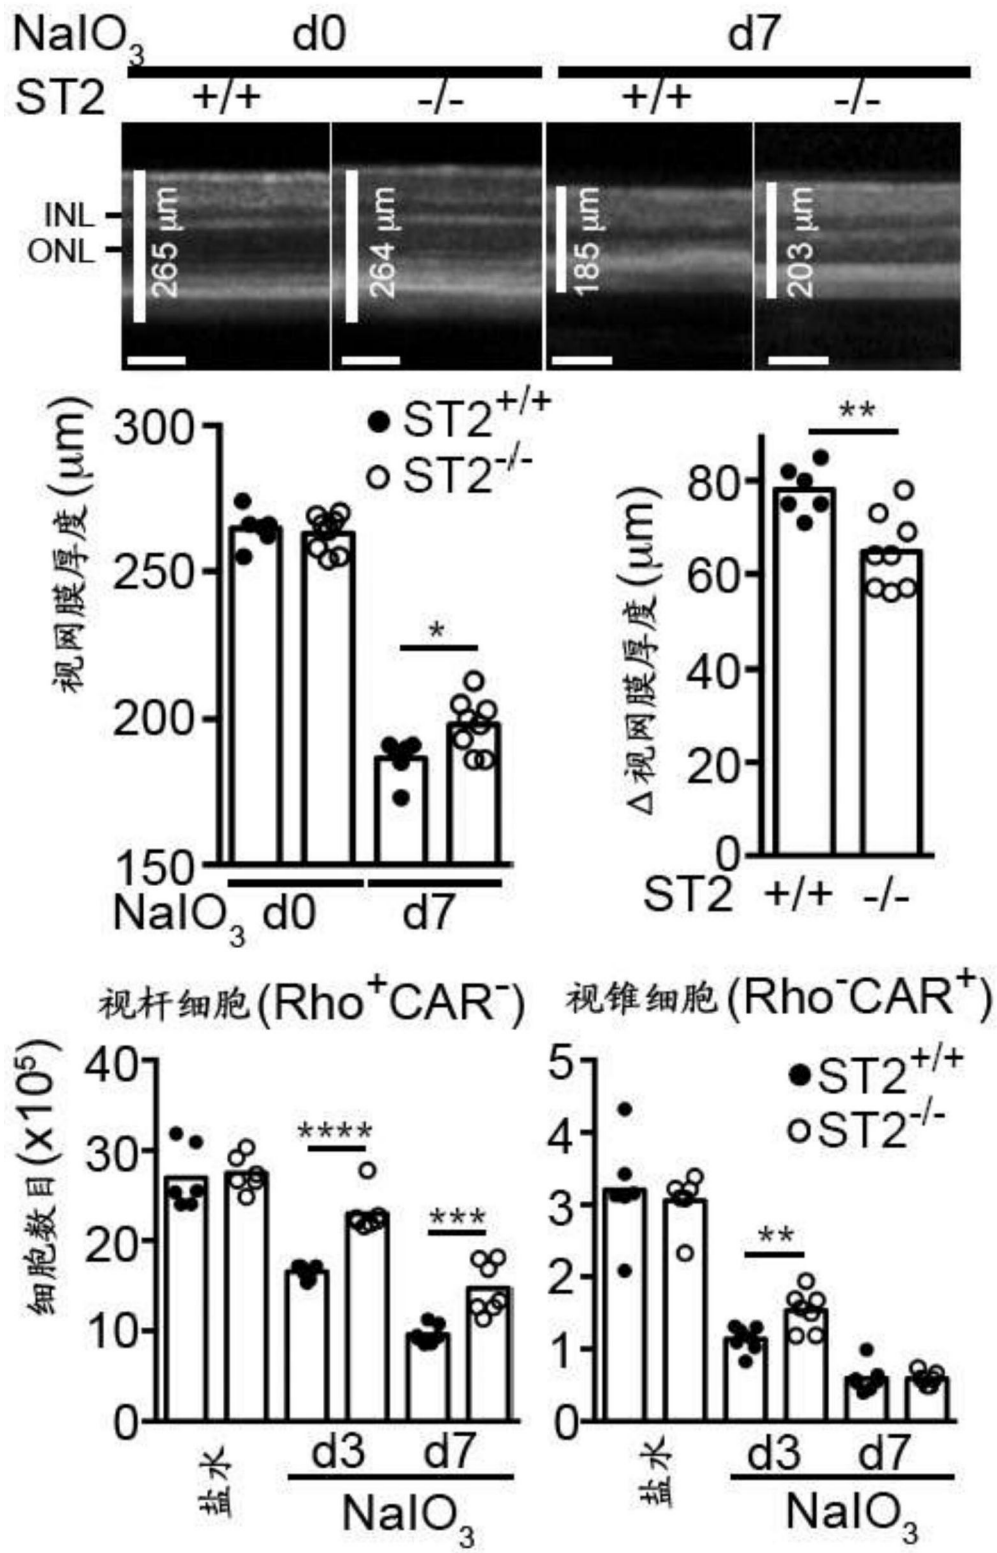 NaIO₃ d0 d7
ST2 +/+ -/- +/+ -/-
INL
ONL
265 μm
264 μm
185 μm
203 μm
视网膜厚度(μm)
300
250
200
150
ST2+/+
ST2-/-
*
NaIO₃ d0 d7
Δ视网膜厚度(μm)
80
60
40
20
0
**
ST2 +/+ -/-
视杆细胞(Rho⁺CAR⁻)
细胞数目(x10⁵)
40
30
20
10
0
****
***
盐水
d3 d7
NaIO₃
视锥细胞(Rho⁻CAR⁺)
5
4
3
2
1
0
ST2+/+
ST2-/-
**
盐水
d3 d7
NaIO₃